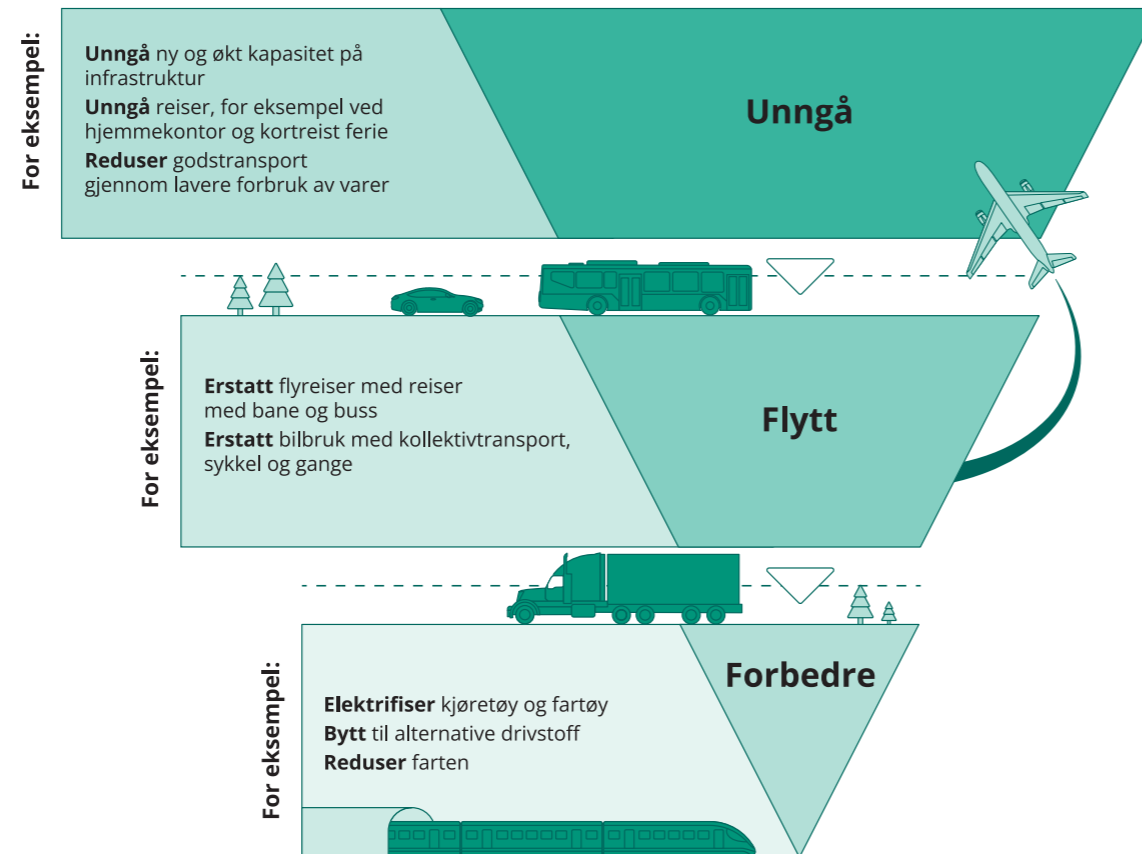 For eksempel:
Unngå ny og økt kapasitet på
infrastruktur
Unngå reiser, for eksempel ved
hjemmekontor og kortreist ferie
Reduser godstransport
gjennom lavere forbruk av varer
Unngå
For eksempel:
Erstatt flyreiser med reiser
med bane og buss
Erstatt bilbruk med kollektivtransport,
sykkel og gange
Flytt
For eksempel:
Elektrifiser kjøretøy og fartøy
Bytt til alternative drivstoff
Reduser farten
Forbedre